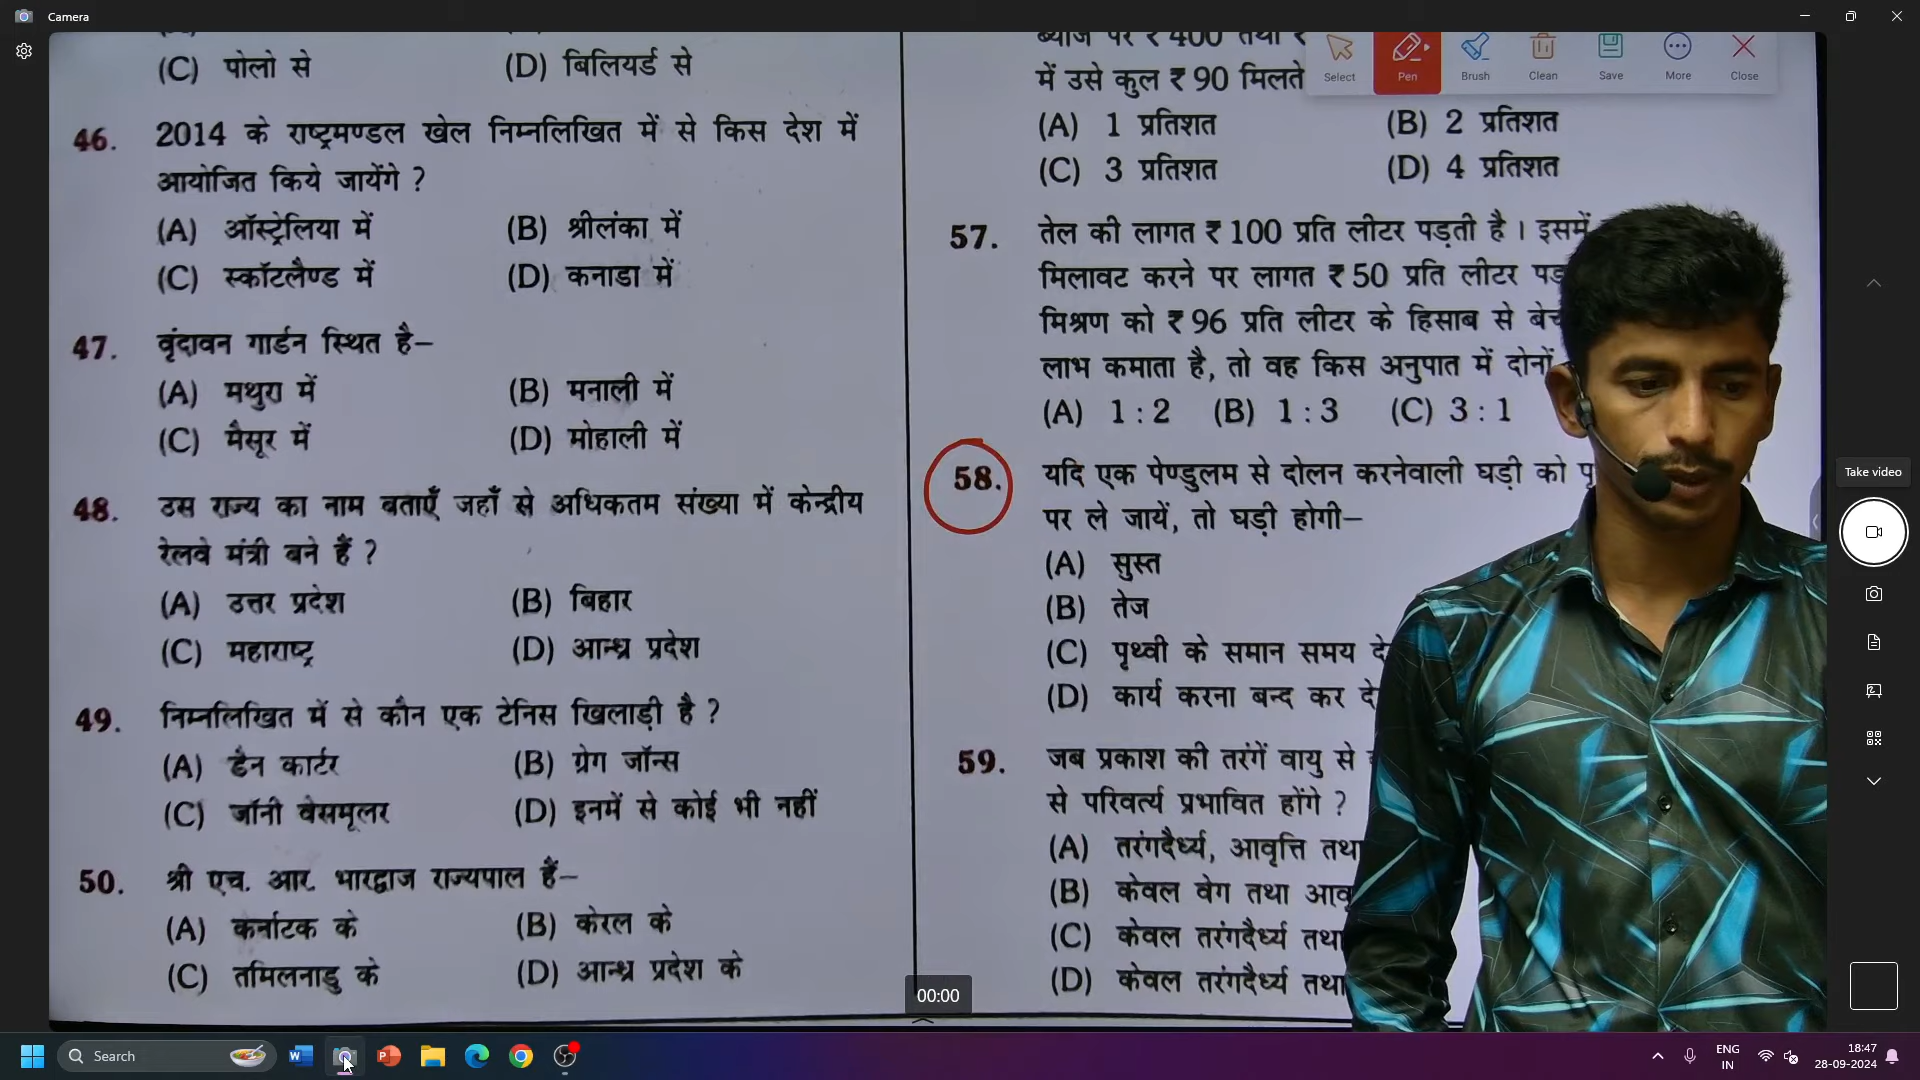 Camera
(C) पोलो से (D) बिलियर्ड से
46. 2014 के राष्ट्रमण्डल खेल निम्नलिखित में से किस देश में
आयोजित किये जायेंगे ?
(A) ऑस्ट्रेलिया में (B) श्रीलंका में
(C) स्कॉटलैण्ड में (D) कनाडा में
47. वृंदावन गार्डन स्थित है–
(A) मथुरा में (B) मनाली में
(C) मैसूर में (D) मोहाली में
48. उस राज्य का नाम बताएँ जहाँ से अधिकतम संख्या में केन्द्रीय
रेलवे मंत्री बने हैं ?
(A) उत्तर प्रदेश (B) बिहार
(C) महाराष्ट्र (D) आन्ध्र प्रदेश
49. निम्नलिखित में से कौन एक टेनिस खिलाड़ी है ?
(A) डैन कार्टर (B) ग्रेग जॉन्स
(C) जॉनी वेसमूलर (D) इनमें से कोई भी नहीं
50. श्री एच. आर. भारद्वाज राज्यपाल हैं–
(A) कर्नाटक के (B) केरल के
(C) तमिलनाडु के (D) आन्ध्र प्रदेश के
ब्याज पर ₹ 400 तथा ₹
में उसे कुल ₹ 90 मिलते
(A) 1 प्रतिशत (B) 2 प्रतिशत
(C) 3 प्रतिशत (D) 4 प्रतिशत
57. तेल की लागत ₹ 100 प्रति लीटर पड़ती है । इसमें
मिलावट करने पर लागत ₹ 50 प्रति लीटर
मिश्रण को ₹ 96 प्रति लीटर के हिसाब से
लाभ कमाता है, तो वह किस अनुपात में दोनों
(A) 1 : 2 (B) 1 : 3 (C) 3 : 1
58. यदि एक पेण्डुलम से दोलन करनेवाली घड़ी को
पर ले जायें, तो घड़ी होगी–
(A) सुस्त
(B) तेज
(C) पृथ्वी के समान समय
(D) कार्य करना बन्द कर
59. जब प्रकाश की तरंगें वायु से
से परिवर्त्य प्रभावित होंगे ?
(A) तरंगदैर्ध्य, आवृत्ति तथा
(B) केवल वेग तथा
(C) केवल तरंगदैर्ध्य तथा
(D) केवल तरंगदैर्ध्य तथा
Select Pen Brush Clean Save More Close
Take video
00:00
Search
ENG
IN
18:47
28-09-2024